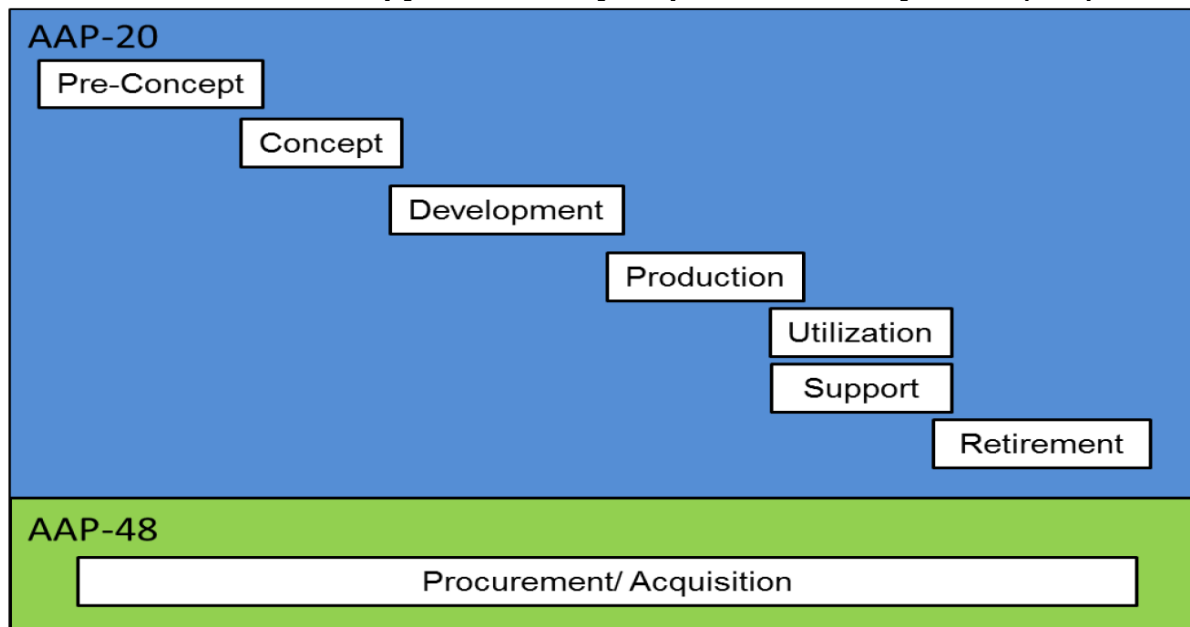 AAP-20
Pre-Concept
Concept
Development
Production
Utilization
Support
Retirement
AAP-48
Procurement/ Acquisition